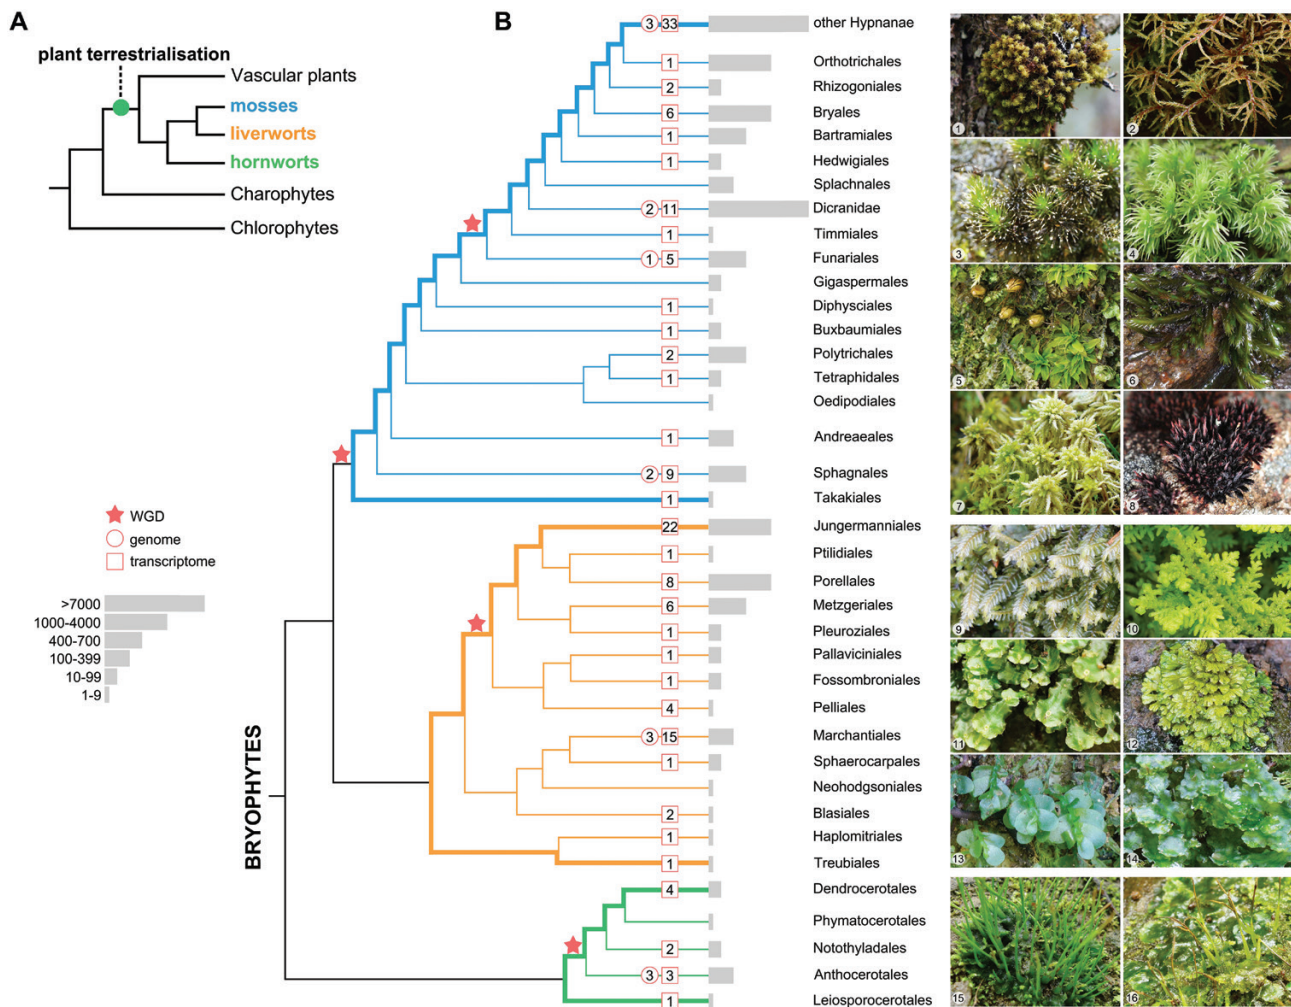 A
plant terrestrialisation
Vascular plants
mosses
liverworts
hornworts
Charophytes
Chlorophytes
WGD
genome
transcriptome
>7000
1000-4000
400-700
100-399
10-99
1-9
B
BRYOPHYTES
3 33 other Hypnanae
1 Orthotrichales
2 Rhizogoniales
6 Bryales
1 Bartramiales
1 Hedwigiales
Splachnales
2 11 Dicranidae
1 Timmiales
1 5 Funariales
Gigaspermales
1 Diphysciales
1 Buxbaumiales
2 Polytrichales
1 Tetraphidales
Oedipodiales
1 Andreaeales
2 9 Sphagnales
1 Takakiales
22 Jungermanniales
1 Ptilidiales
8 Porellales
6 Metzgeriales
1 Pleuroziales
1 Pallaviciniales
1 Fossombroniales
4 Pelliales
3 15 Marchantiales
1 Sphaerocarpales
Neohodgsoniales
2 Blasiales
1 Haplomitriales
1 Treubiales
4 Dendrocerotales
Phymatocerotales
2 Notothyladales
3 3 Anthocerotales
1 Leiosporocerotales
1 2
3 4
5 6
7 8
9 10
11 12
13 14
15 16